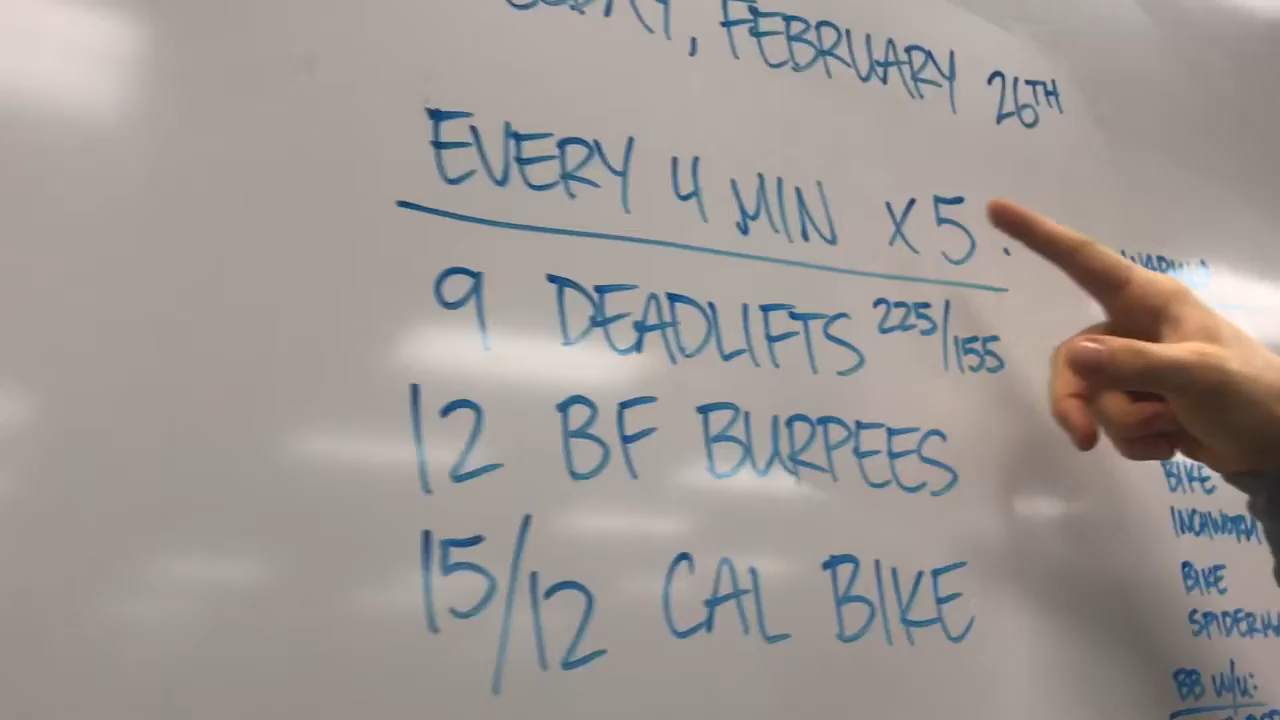 , FEBRUARY 26TH
EVERY 4 MIN X 5.
9 DEADLIFTS 225/155
12 BF BURPEES
15/12 CAL BIKE
BIKE
INCHWORM
BIKE
BB W/U: